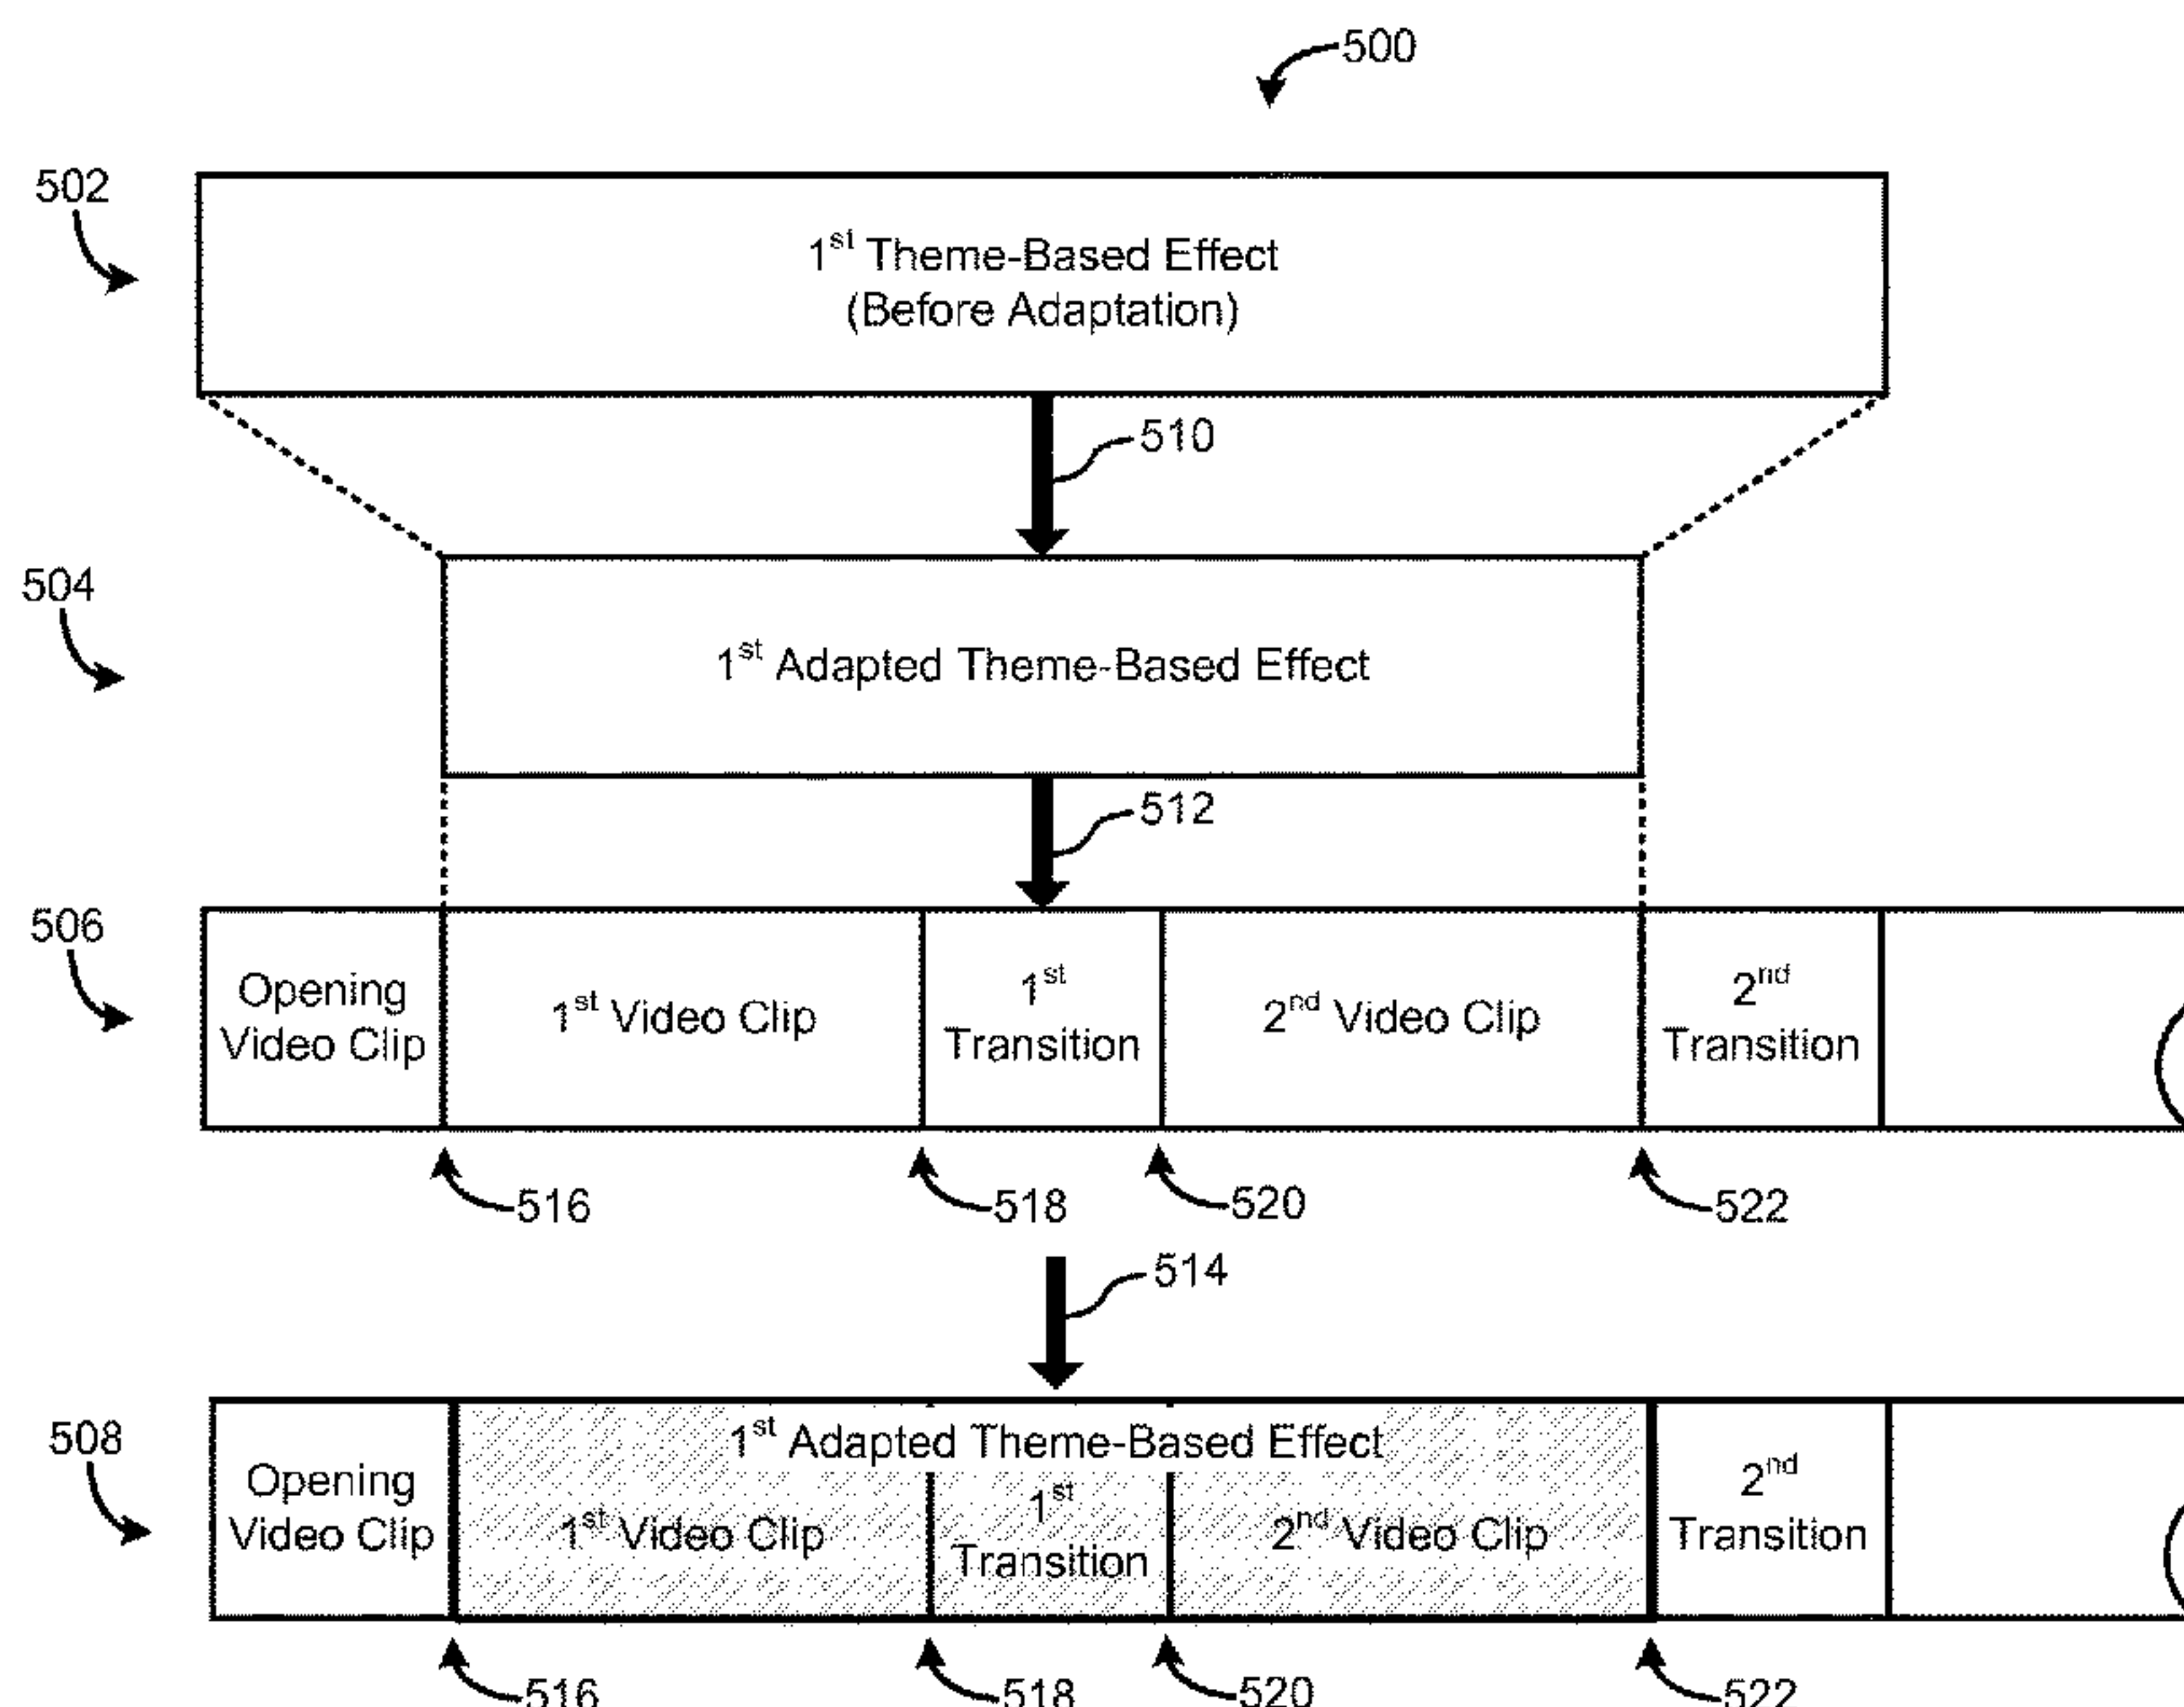 500
502
1st Theme-Based Effect
(Before Adaptation)
510
504
1st Adapted Theme-Based Effect
512
506
Opening
Video Clip
1st Video Clip
1st
Transition
2nd Video Clip
2nd
Transition
516
518
520
522
514
508
1st Adapted Theme-Based Effect
Opening
Video Clip
1st Video Clip
1st
Transition
2nd Video Clip
2nd
Transition
516
518
520
522